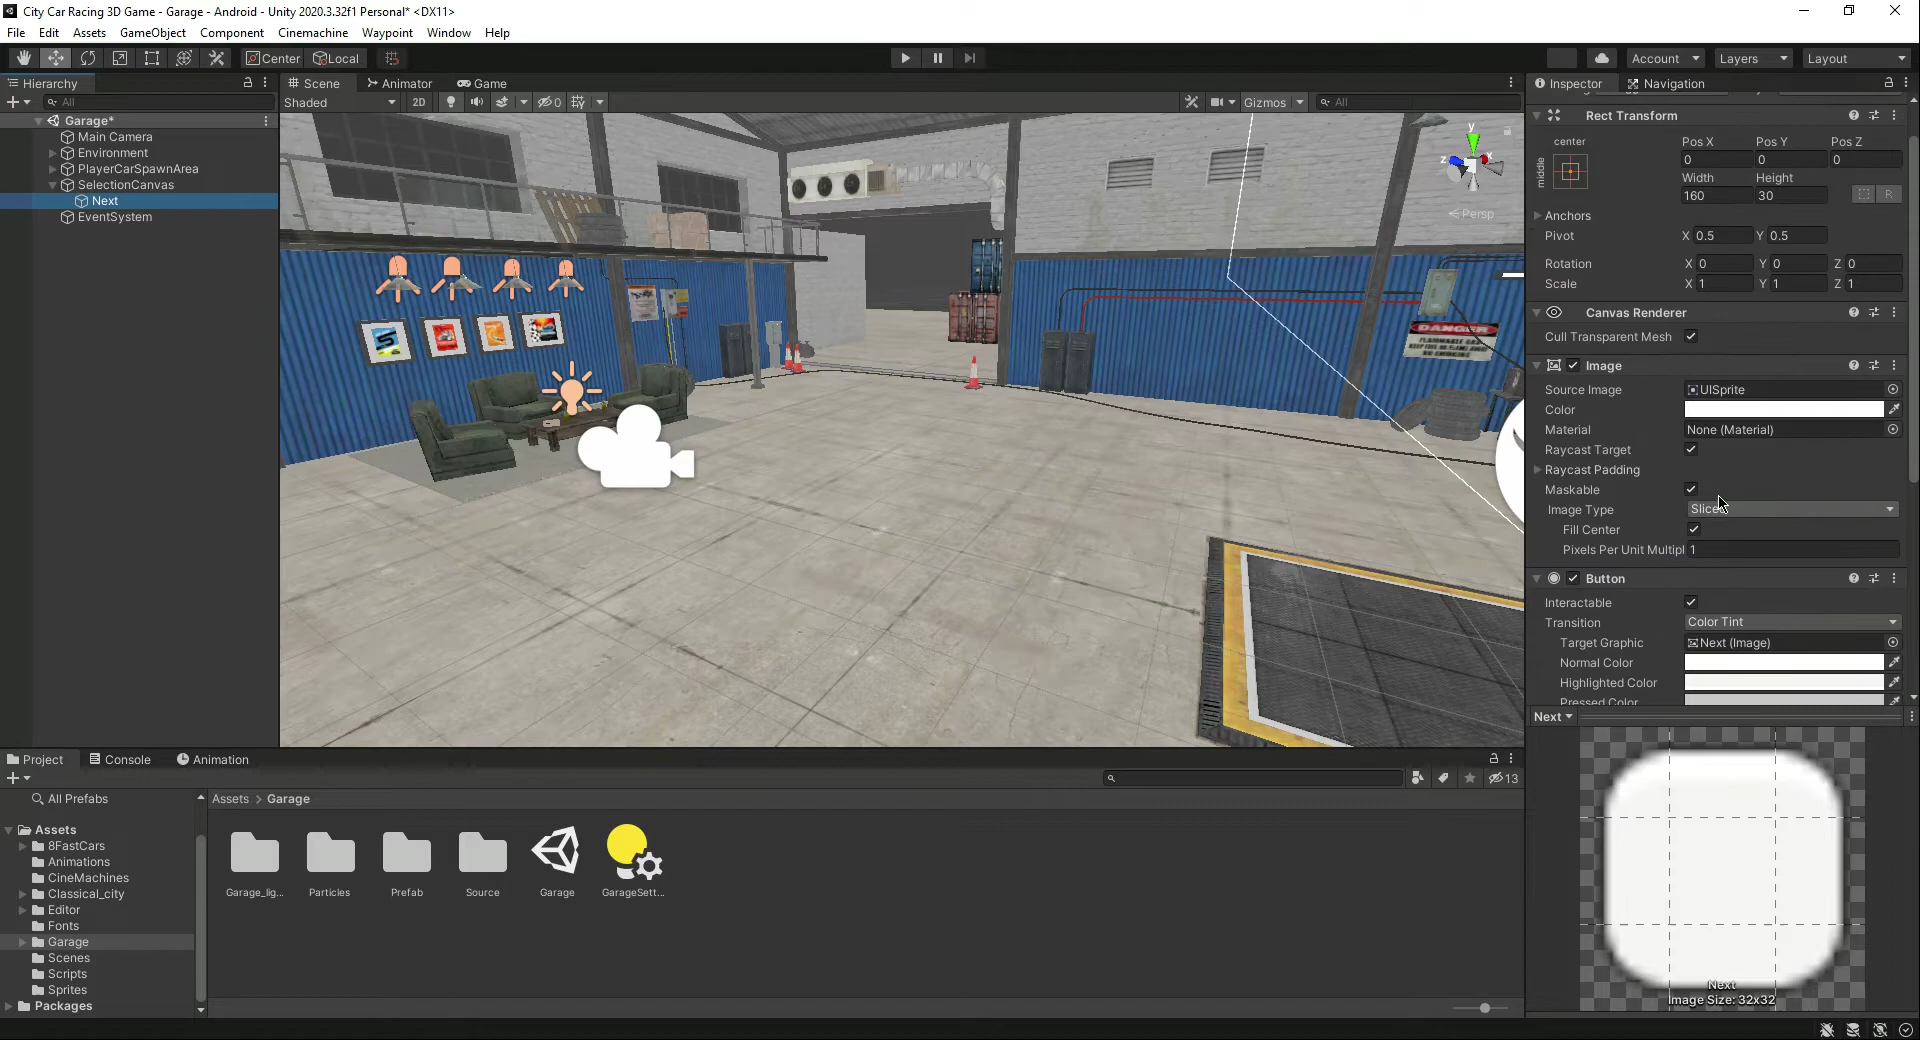 City Car Racing 3D Game - Garage - Android - Unity 2020.3.32f1 Personal* <DX11>
File Edit Assets GameObject Component Cinemachine Waypoint Window Help
Center Local Account Layers Layout
Hierarchy
All
Garage*
Main Camera
Environment
PlayerCarSpawnArea
SelectionCanvas
Next
EventSystem
Scene Animator Game
Shaded 2D 0 Gizmos All
y
z x
Persp
DANGER
Inspector Navigation
Rect Transform
center
middle
Pos X Pos Y Pos Z
0 0 0
Width Height
160 30
R
Anchors
Pivot X 0.5 Y 0.5
Rotation X 0 Y 0 Z 0
Scale X 1 Y 1 Z 1
Canvas Renderer
Cull Transparent Mesh
Image
Source Image UISprite
Color
Material None (Material)
Raycast Target
Raycast Padding
Maskable
Image Type Sliced
Fill Center
Pixels Per Unit Multipl 1
Button
Interactable
Transition Color Tint
Target Graphic Next (Image)
Normal Color
Highlighted Color
Pressed Color
Next
Next
Image Size: 32x32
Project Console Animation
13
All Prefabs
Assets
8FastCars
Animations
CineMachines
Classical_city
Editor
Fonts
Garage
Scenes
Scripts
Sprites
Packages
Assets > Garage
Garage_lig... Particles Prefab Source Garage GarageSett...